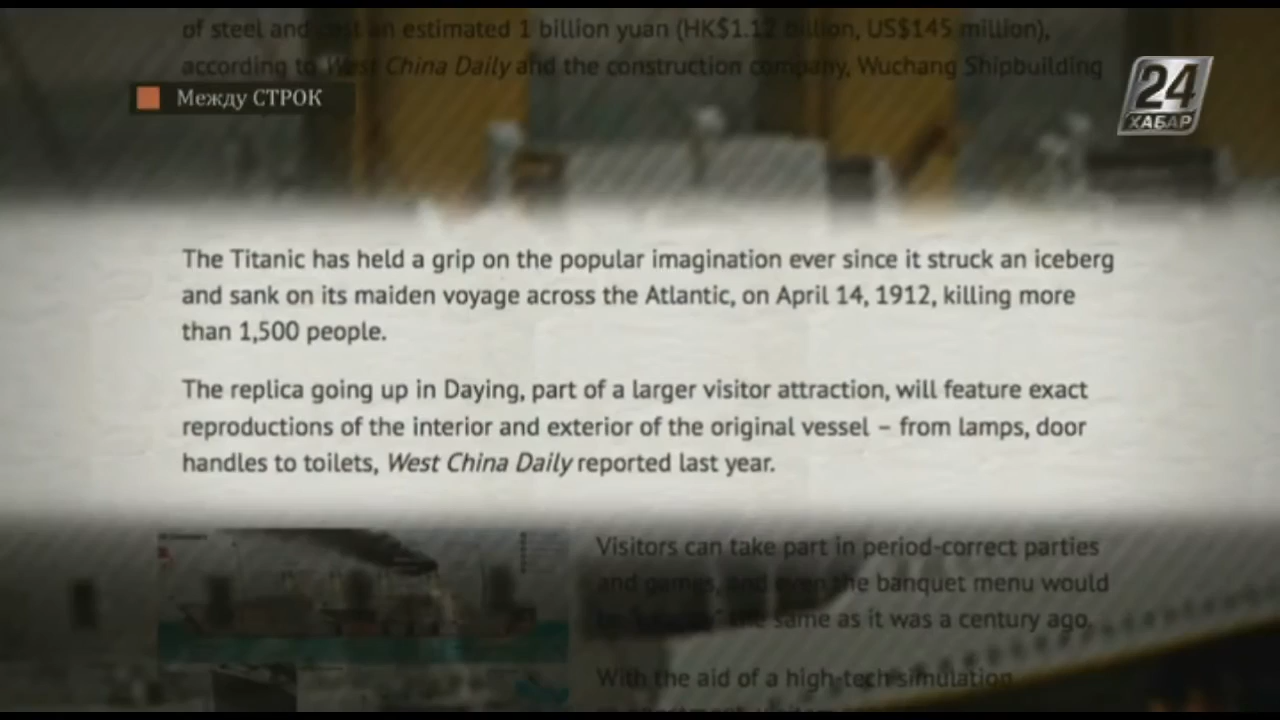 of steel and cost an estimated 1 billion yuan (HK$1.12 billion, US$145 million),
according to West China Daily and the construction company, Wuchang Shipbuilding
Между СТРОК
24
ХАБАР
The Titanic has held a grip on the popular imagination ever since it struck an iceberg
and sank on its maiden voyage across the Atlantic, on April 14, 1912, killing more
than 1,500 people.
The replica going up in Daying, part of a larger visitor attraction, will feature exact
reproductions of the interior and exterior of the original vessel – from lamps, door
handles to toilets, West China Daily reported last year.
Visitors can take part in period-correct parties
and games, and even the banquet menu would
be the same as it was a century ago.
With the aid of a high-tech simulation